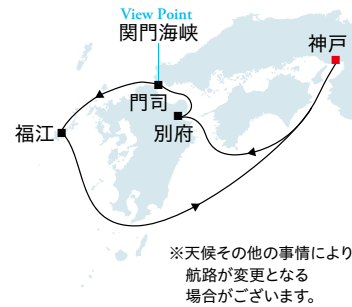 View Point
関門海峡
神戸
門司
別府
福江
※天候その他の事情により
航路が変更となる
場合がございます。